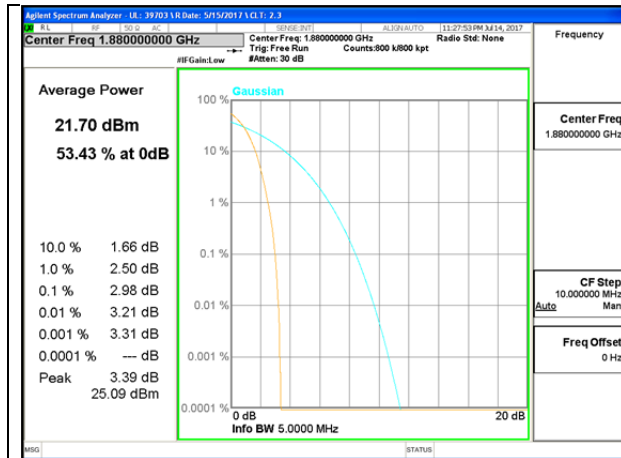 Agilent Spectrum Analyzer - UL: 39703 \ R.Date: 5/15/2017 \ CLT: 2.3
RL RF 50 Ω AC SENSE:INT ALIGN AUTO 11:27:53 PM Jul 14, 2017
Center Freq 1.880000000 GHz
Center Freq: 1.880000000 GHz
Radio Std: None
Trig: Free Run
Counts:800 k/800 kpt
#IFGain:Low
#Atten: 30 dB
Frequency
Average Power
21.70 dBm
53.43 % at 0dB
10.0 % 1.66 dB
1.0 % 2.50 dB
0.1 % 2.98 dB
0.01 % 3.21 dB
0.001 % 3.31 dB
0.0001 % --- dB
Peak 3.39 dB
25.09 dBm
Gaussian
100 %
10 %
1 %
0.1 %
0.01 %
0.001 %
0.0001 %
0 dB
20 dB
Info BW 5.0000 MHz
Center Freq
1.880000000 GHz
CF Step
10.000000 MHz
Auto Man
Freq Offset
0 Hz
MSG
STATUS